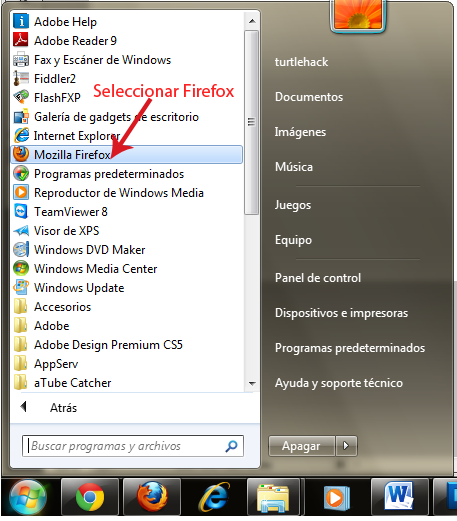 Adobe Help
Adobe Reader 9
Fax y Escáner de Windows
Fiddler2
FlashFXP
Seleccionar Firefox
Galería de gadgets de escritorio
Internet Explorer
Mozilla Firefox
Programas predeterminados
Reproductor de Windows Media
TeamViewer 8
Visor de XPS
Windows DVD Maker
Windows Media Center
Windows Update
Accesorios
Adobe
Adobe Design Premium CS5
AppServ
aTube Catcher
Atrás
Buscar programas y archivos
turtlehack
Documentos
Imágenes
Música
Juegos
Equipo
Panel de control
Dispositivos e impresoras
Programas predeterminados
Ayuda y soporte técnico
Apagar